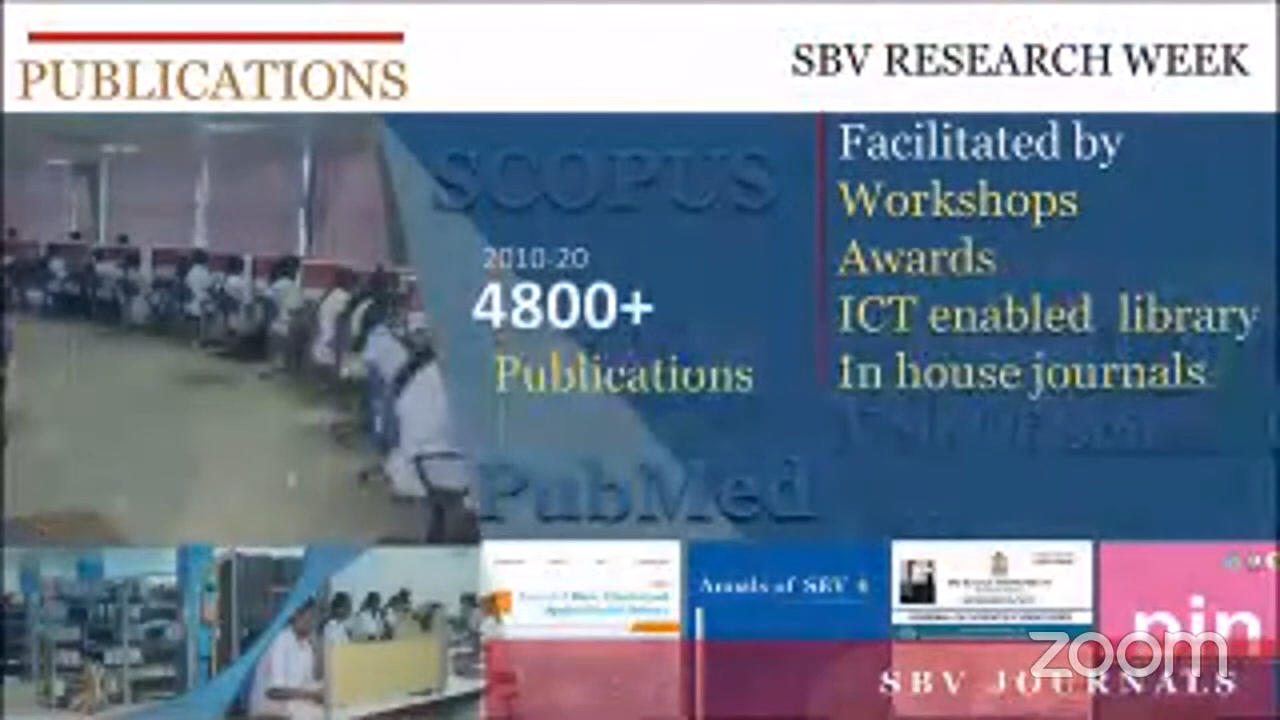 PUBLICATIONS
SBV RESEARCH WEEK
SCOPUS
2010-20
4800+
Publications
PubMed
Facilitated by
Workshops
Awards
ICT enabled library
In house journals
Annals of SBV
pin
zoom
SBV JOURNALS